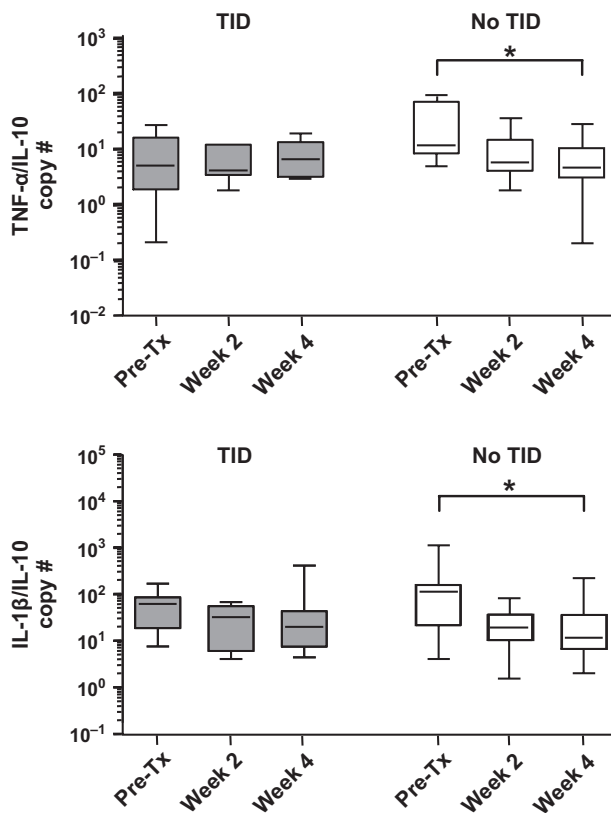 TID
No TID
TNF-α/IL-10
copy #
10³
10²
10¹
10⁰
10⁻¹
10⁻²
*
Pre-Tx
Week 2
Week 4
Pre-Tx
Week 2
Week 4
TID
No TID
IL-1β/IL-10
copy #
10⁵
10⁴
10³
10²
10¹
10⁰
10⁻¹
*
Pre-Tx
Week 2
Week 4
Pre-Tx
Week 2
Week 4